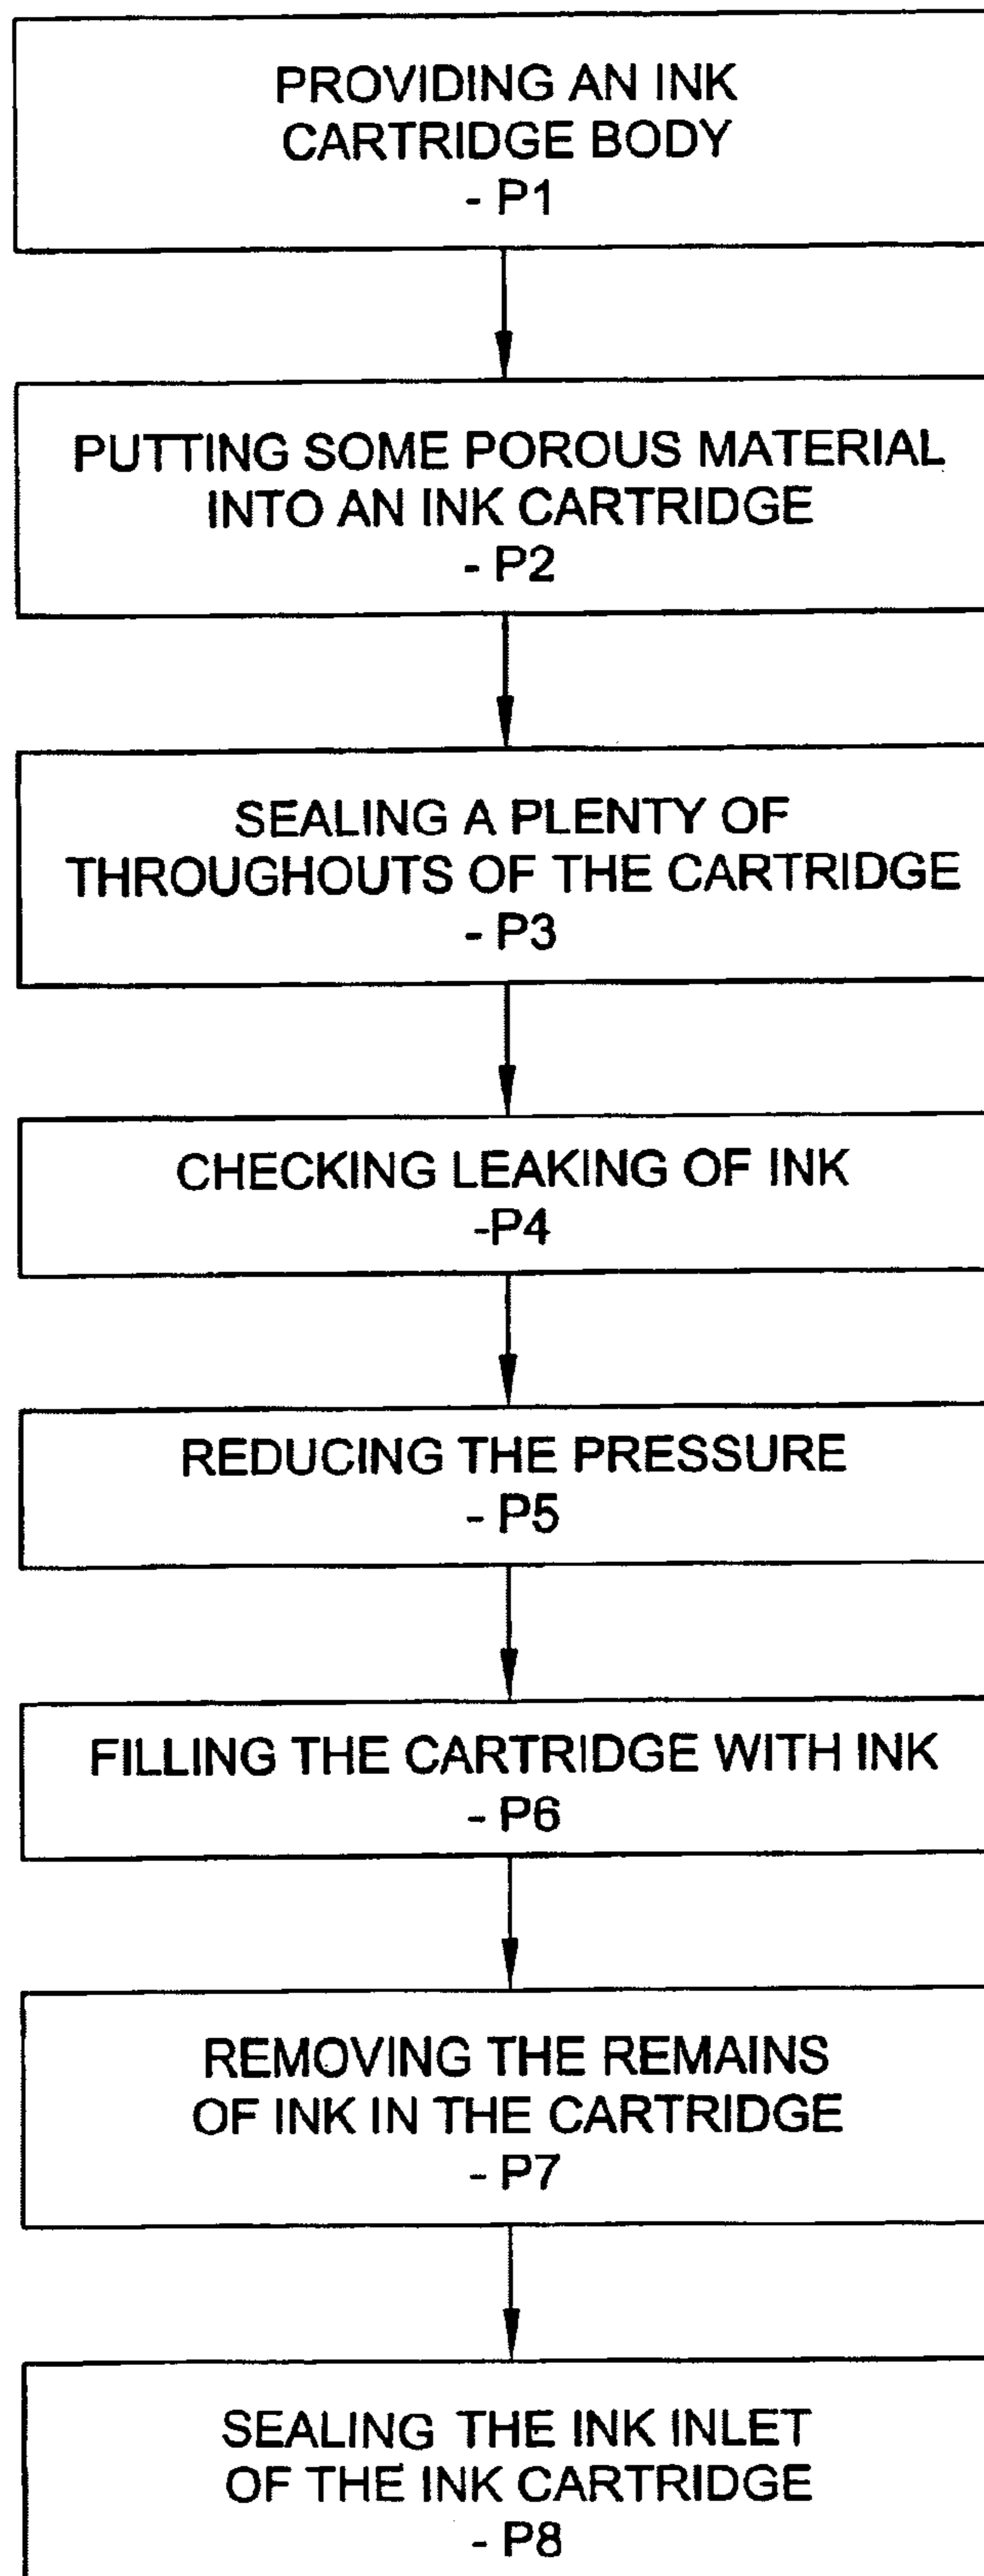 PROVIDING AN INK
CARTRIDGE BODY
- P1
PUTTING SOME POROUS MATERIAL
INTO AN INK CARTRIDGE
- P2
SEALING A PLENTY OF
THROUGHOUTS OF THE CARTRIDGE
- P3
CHECKING LEAKING OF INK
-P4
REDUCING THE PRESSURE
- P5
FILLING THE CARTRIDGE WITH INK
- P6
REMOVING THE REMAINS
OF INK IN THE CARTRIDGE
- P7
SEALING THE INK INLET
OF THE INK CARTRIDGE
- P8